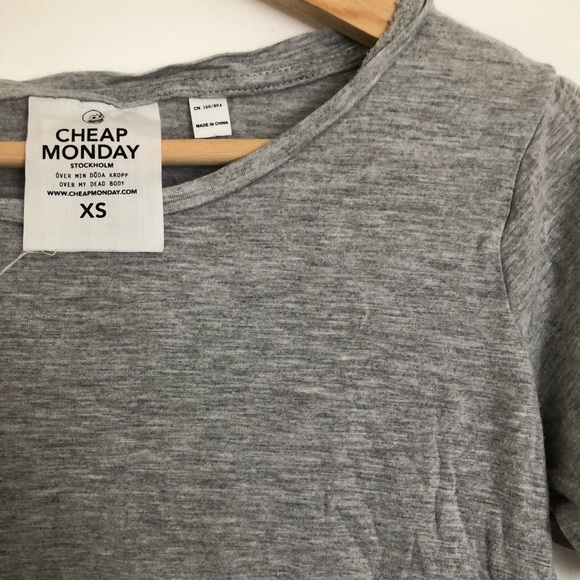 CHEAP
MONDAY
STOCKHOLM
ÖVER MIN DÖDA KROPP
OVER MY DEAD BODY
WWW.CHEAPMONDAY.COM
XS
CN 160/80A
MADE IN CHINA